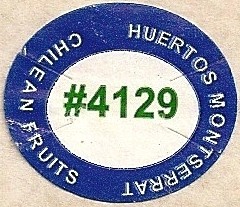 HUERTOS MONTSERRAT
#4129
CHILEAN FRUITS